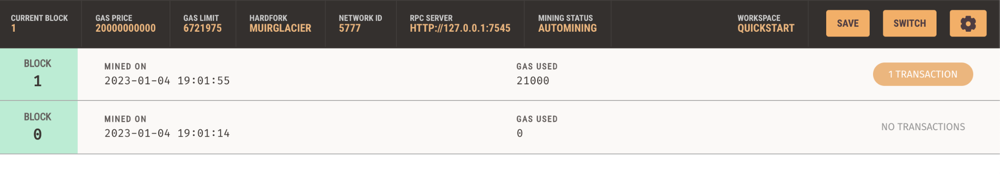 CURRENT BLOCK
1
GAS PRICE
20000000000
GAS LIMIT
6721975
HARDFORK
MUIRGLACIER
NETWORK ID
5777
RPC SERVER
HTTP://127.0.0.1:7545
MINING STATUS
AUTOMINING
WORKSPACE
QUICKSTART
SAVE
SWITCH
BLOCK
1
MINED ON
2023-01-04 19:01:55
GAS USED
21000
1 TRANSACTION
BLOCK
0
MINED ON
2023-01-04 19:01:14
GAS USED
0
NO TRANSACTIONS